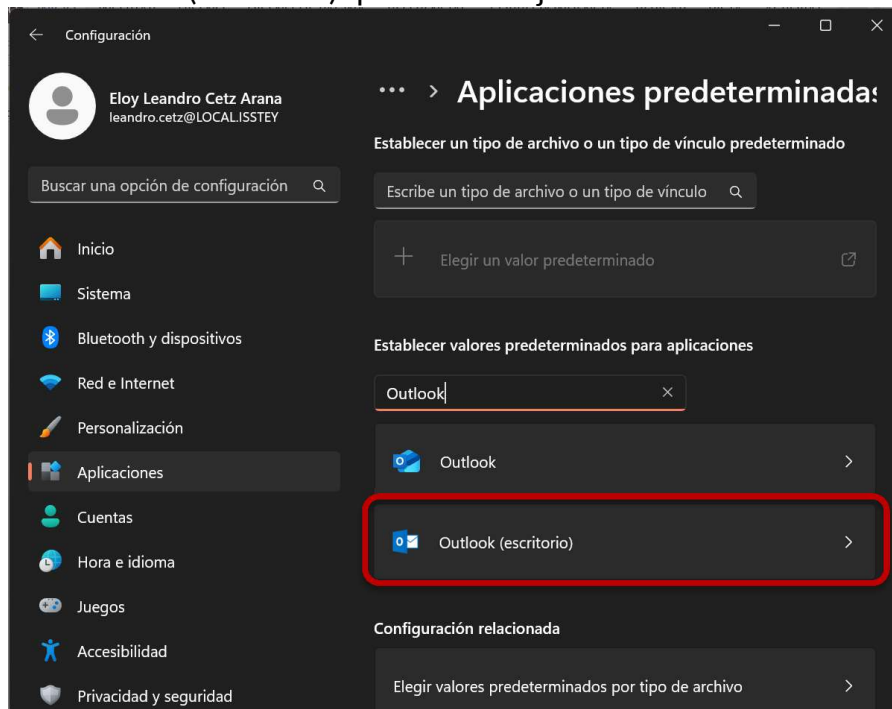 Configuración
Eloy Leandro Cetz Arana
leandro.cetz@LOCAL.ISSTEY
Buscar una opción de configuración
Inicio
Sistema
Bluetooth y dispositivos
Red e Internet
Personalización
Aplicaciones
Cuentas
Hora e idioma
Juegos
Accesibilidad
Privacidad y seguridad
··· > Aplicaciones predeterminadas
Establecer un tipo de archivo o un tipo de vínculo predeterminado
Escribe un tipo de archivo o un tipo de vínculo
Elegir un valor predeterminado
Establecer valores predeterminados para aplicaciones
Outlook
Outlook
Outlook (escritorio)
Configuración relacionada
Elegir valores predeterminados por tipo de archivo